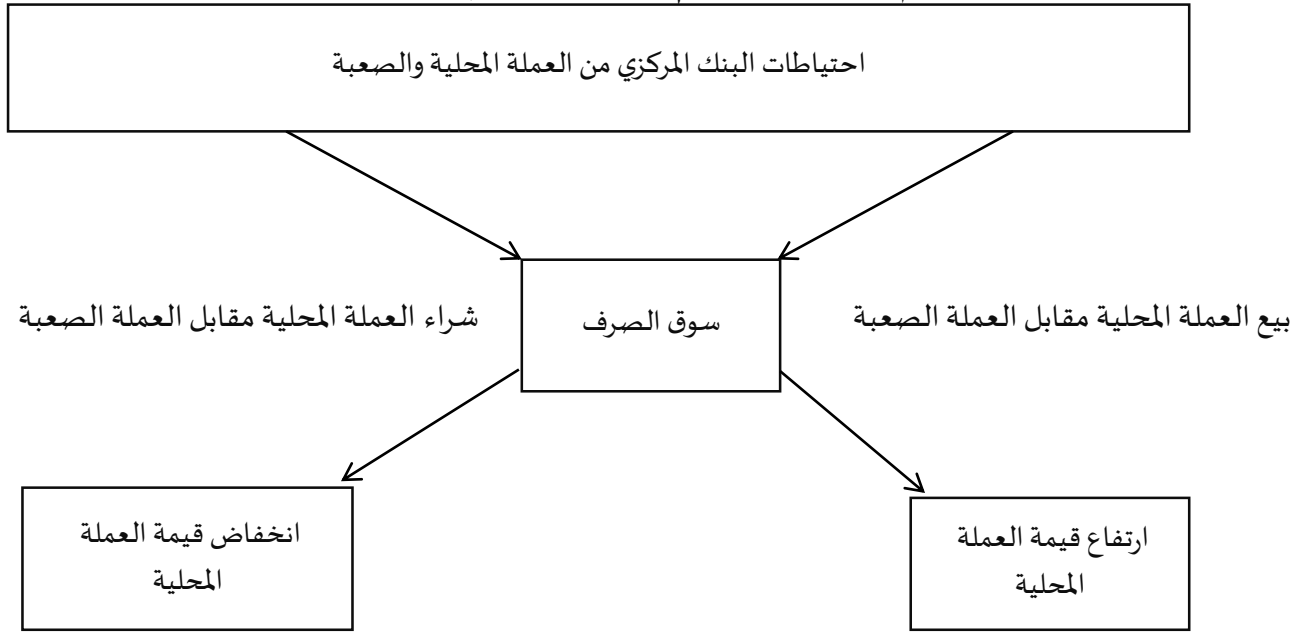 احتياطات البنك المركزي من العملة المحلية والصعبة
بيع العملة المحلية مقابل العملة الصعبة
سوق الصرف
شراء العملة المحلية مقابل العملة الصعبة
ارتفاع قيمة العملة
المحلية
انخفاض قيمة العملة
المحلية